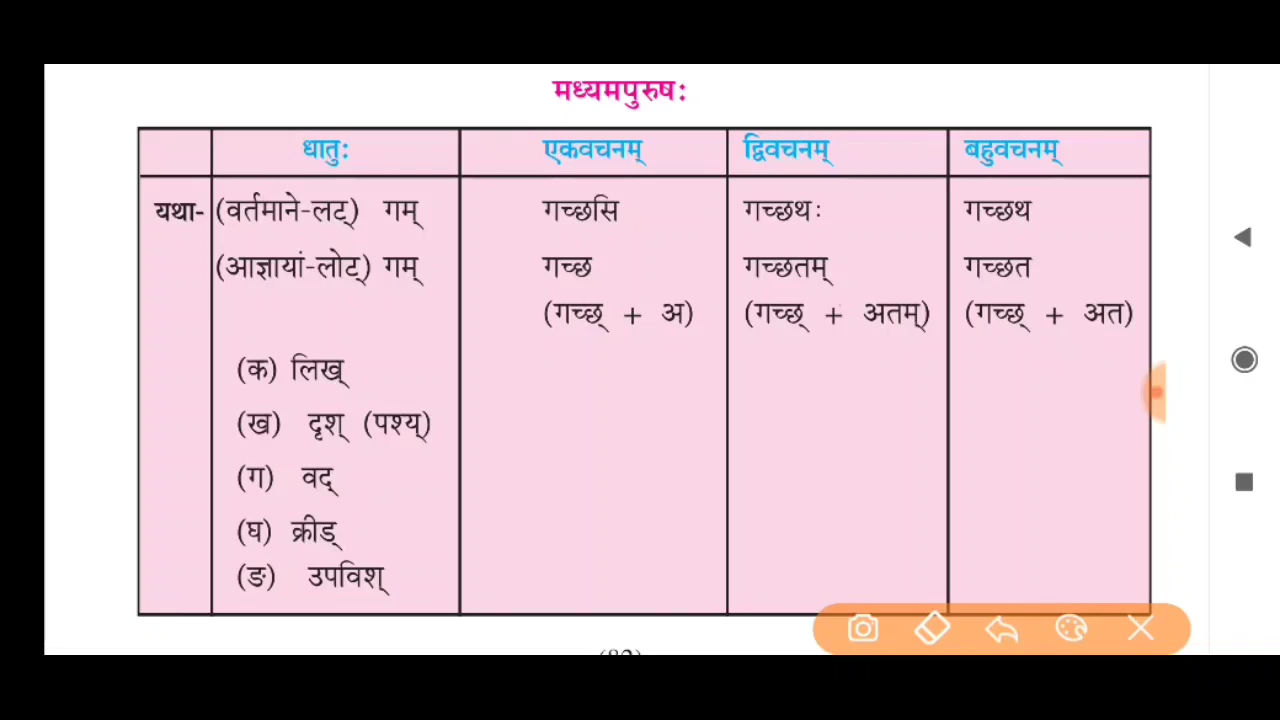 मध्यमपुरुषः
धातुः एकवचनम् द्विवचनम् बहुवचनम्
यथा- (वर्तमाने-लट्) गम् गच्छसि गच्छथः गच्छथ
(आज्ञायां-लोट्) गम् गच्छ गच्छतम् गच्छत
(गच्छ् + अ) (गच्छ् + अतम्) (गच्छ् + अत)
(क) लिख्
(ख) दृश् (पश्य्)
(ग) वद्
(घ) क्रीड्
(ङ) उपविश्